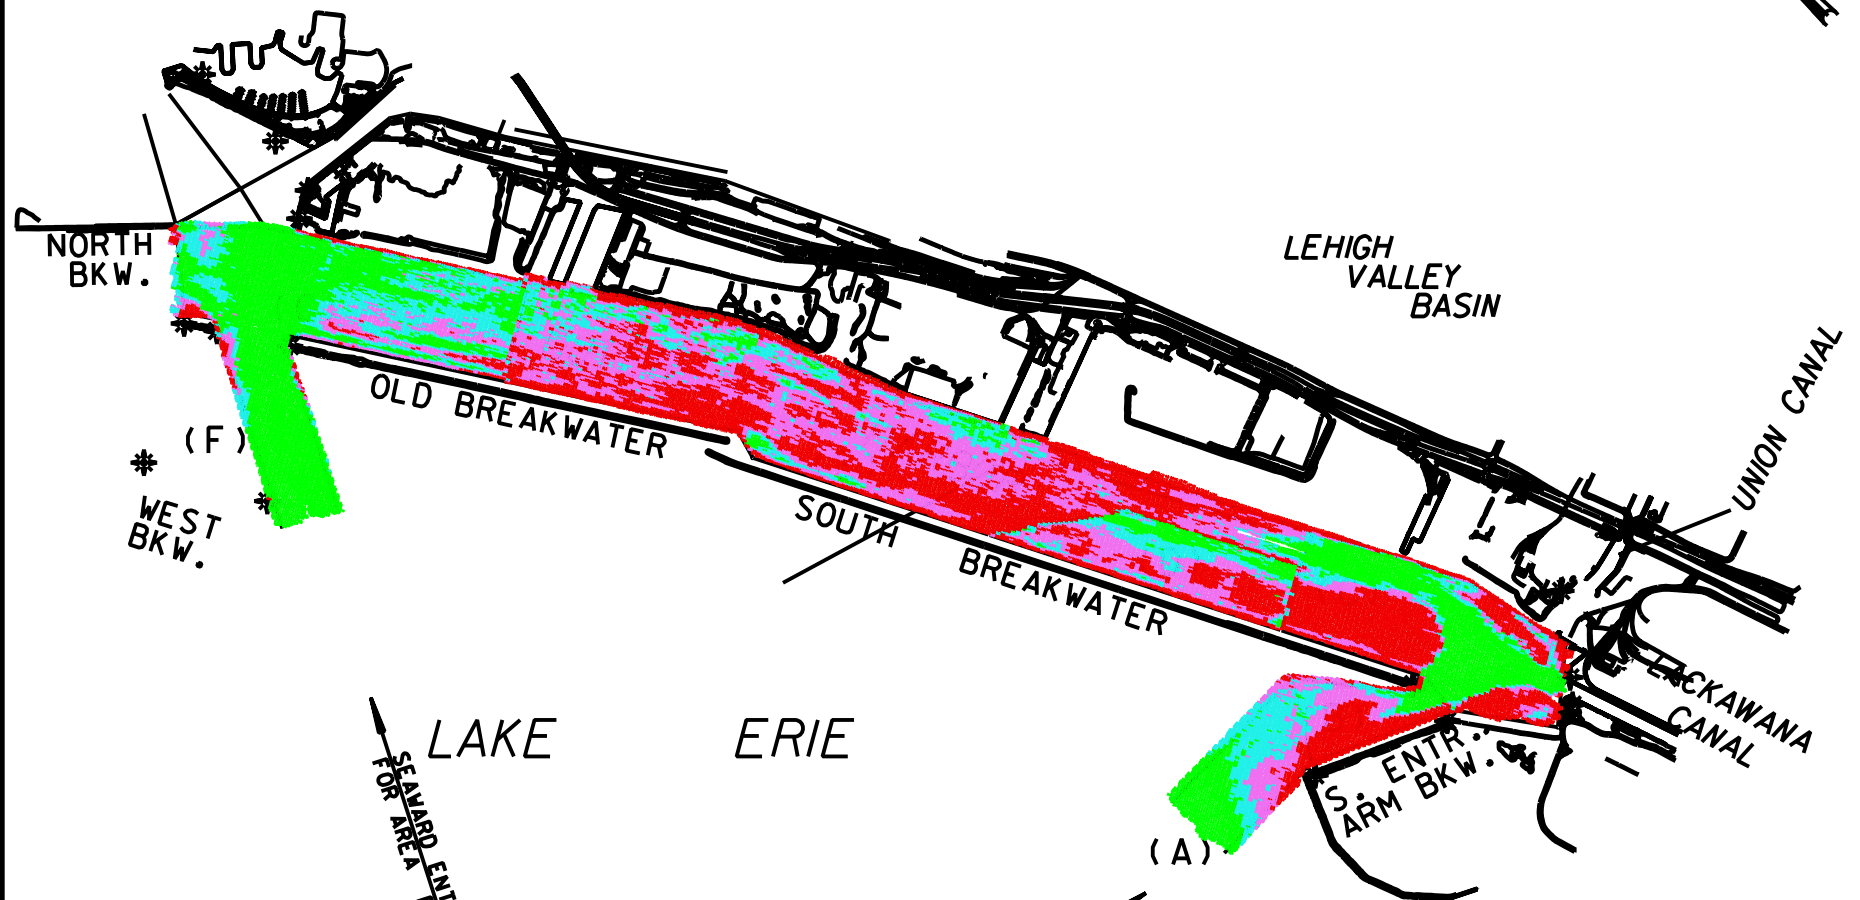 NORTH
BKW.
LEHIGH
VALLEY
BASIN
UNION CANAL
OLD BREAKWATER
(F)
WEST
BKW.
SOUTH BREAKWATER
LACKAWANA
CANAL
LAKE ERIE
S. ENTR.
ARM BKW.
(A)
SEAWARD ENT
FOR AREA